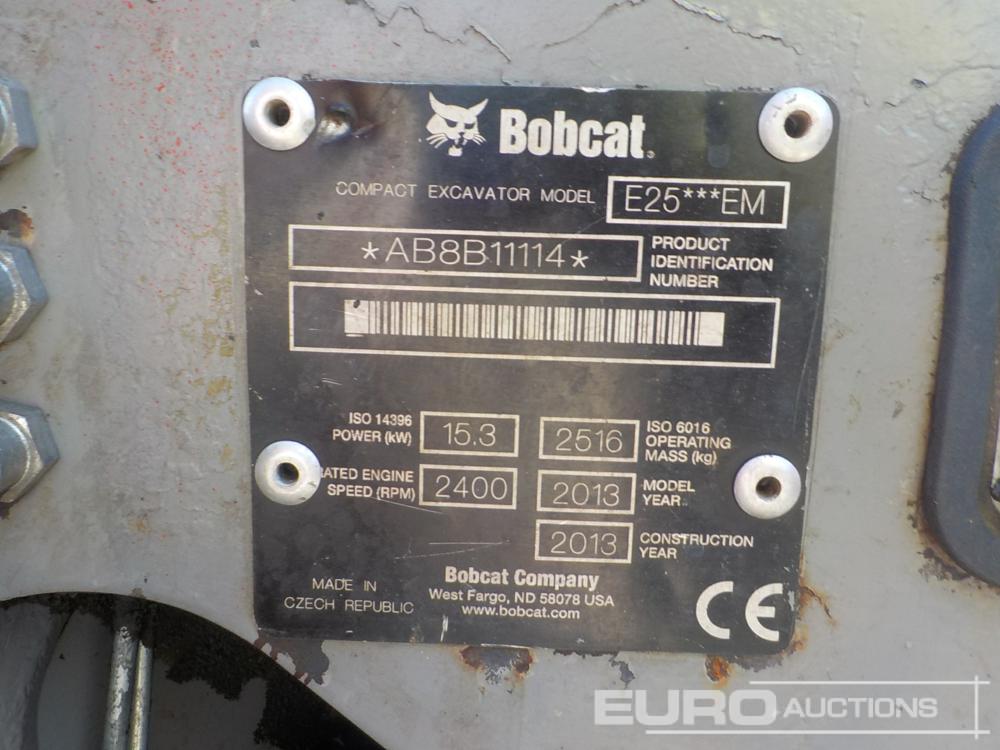 Bobcat.
COMPACT EXCAVATOR MODEL E25***EM
*AB8B11114* PRODUCT IDENTIFICATION NUMBER
ISO 14396 POWER (kW) 15.3
2516 ISO 6016 OPERATING MASS (kg)
RATED ENGINE SPEED (RPM) 2400
2013 MODEL YEAR
2013 CONSTRUCTION YEAR
MADE IN
CZECH REPUBLIC
Bobcat Company
West Fargo, ND 58078 USA
www.bobcat.com
CE
EURO AUCTIONS